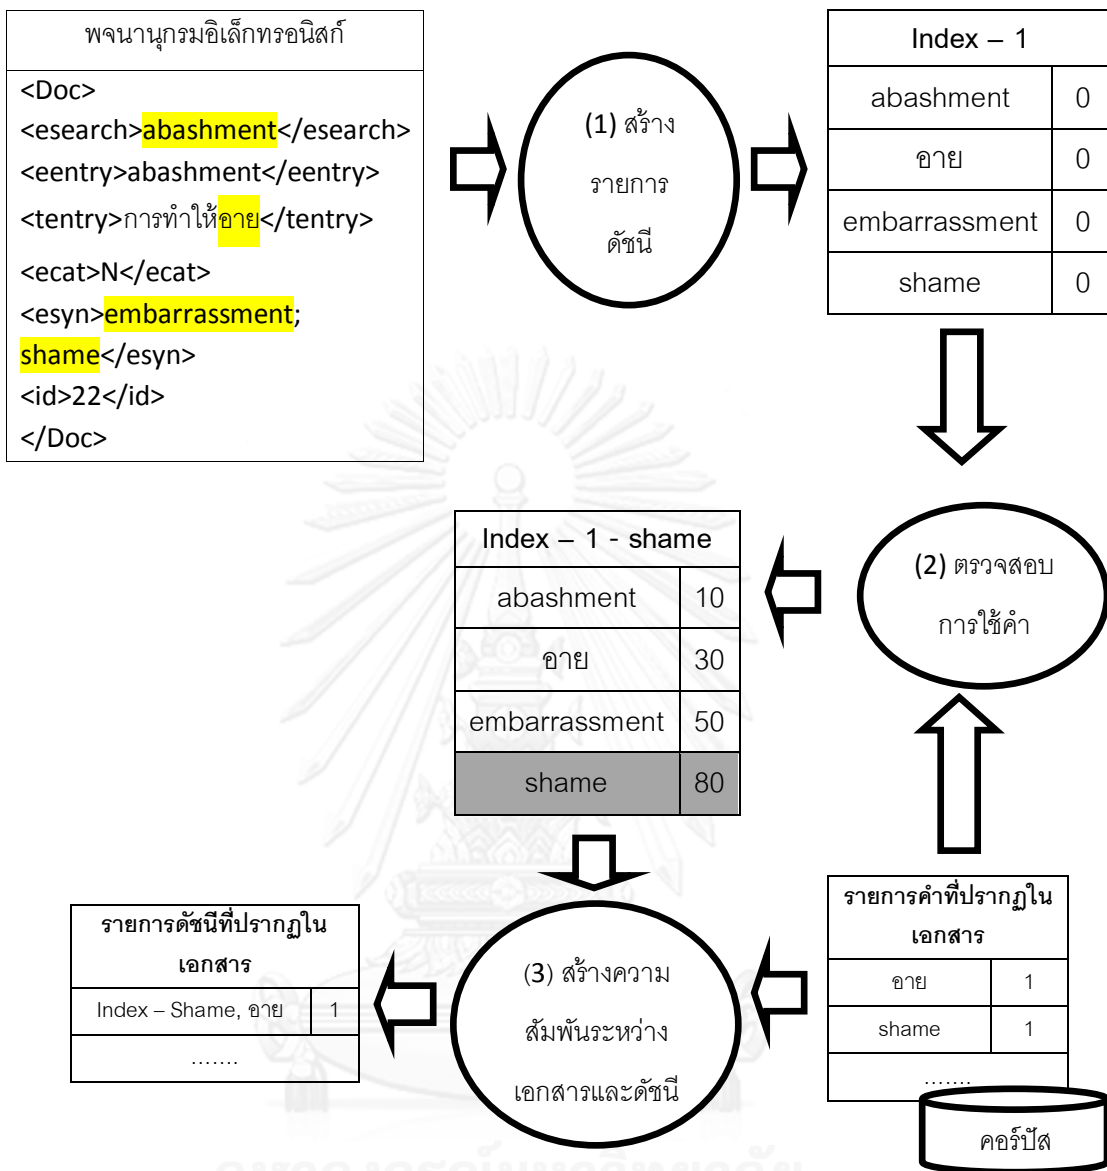 พจนานุกรมอิเล็กทรอนิสก์
<Doc>
<esearch>abashment</esearch>
<eentry>abashment</eentry>
<tentry>การทำให้อาย</tentry>
<ecat>N</ecat>
<esyn>embarrassment;
shame</esyn>
<id>22</id>
</Doc>
(1) สร้าง
รายการ
ดัชนี
Index – 1
abashment 0
อาย 0
embarrassment 0
shame 0
(2) ตรวจสอบ
การใช้คำ
Index – 1 - shame
abashment 10
อาย 30
embarrassment 50
shame 80
รายการคำที่ปรากฏใน
เอกสาร
อาย 1
shame 1
…….
คอร์ปัส
(3) สร้างความ
สัมพันระหว่าง
เอกสารและดัชนี
รายการดัชนีที่ปรากฏใน
เอกสาร
Index – Shame, อาย 1
…….